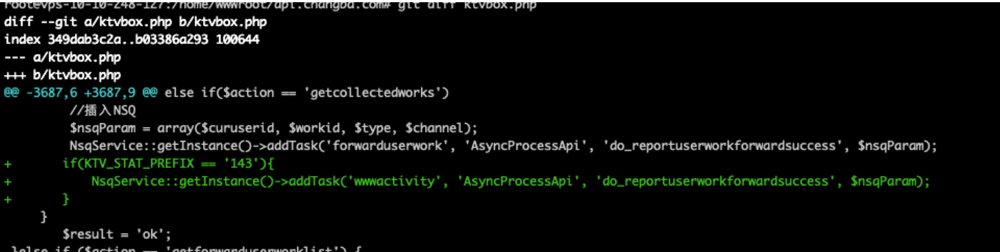 root@vps-10-10-248-127:/home/wwwroot/api.changba.com# git diff ktvbox.php
diff --git a/ktvbox.php b/ktvbox.php
index 349dab3c2a..b03386a293 100644
--- a/ktvbox.php
+++ b/ktvbox.php
@@ -3687,6 +3687,9 @@ else if($action == 'getcollectedworks')
//插入NSQ
$nsqParam = array($curuserid, $workid, $type, $channel);
NsqService::getInstance()->addTask('forwarduserwork', 'AsyncProcessApi', 'do_reportuserworkforwardsuccess', $nsqParam);
+ if(KTV_STAT_PREFIX == '143'){
+ NsqService::getInstance()->addTask('wwwactivity', 'AsyncProcessApi', 'do_reportuserworkforwardsuccess', $nsqParam);
+ }
}
$result = 'ok';
}else if ($action == 'getforwarduserworklist') {